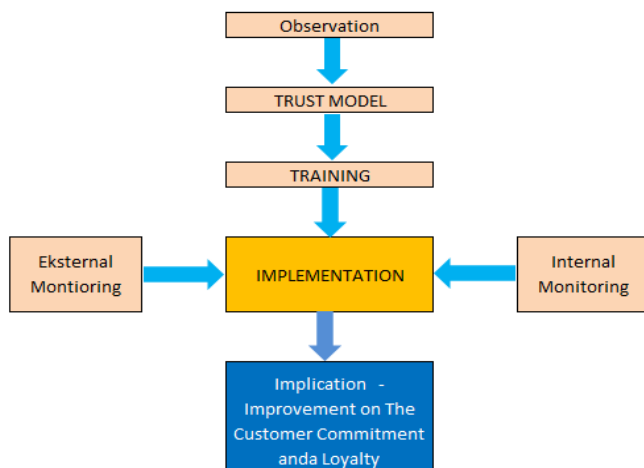 Observation
TRUST MODEL
TRAINING
Eksternal
Montioring
IMPLEMENTATION
Internal
Monitoring
Implication -
Improvement on The
Customer Commitment
anda Loyalty